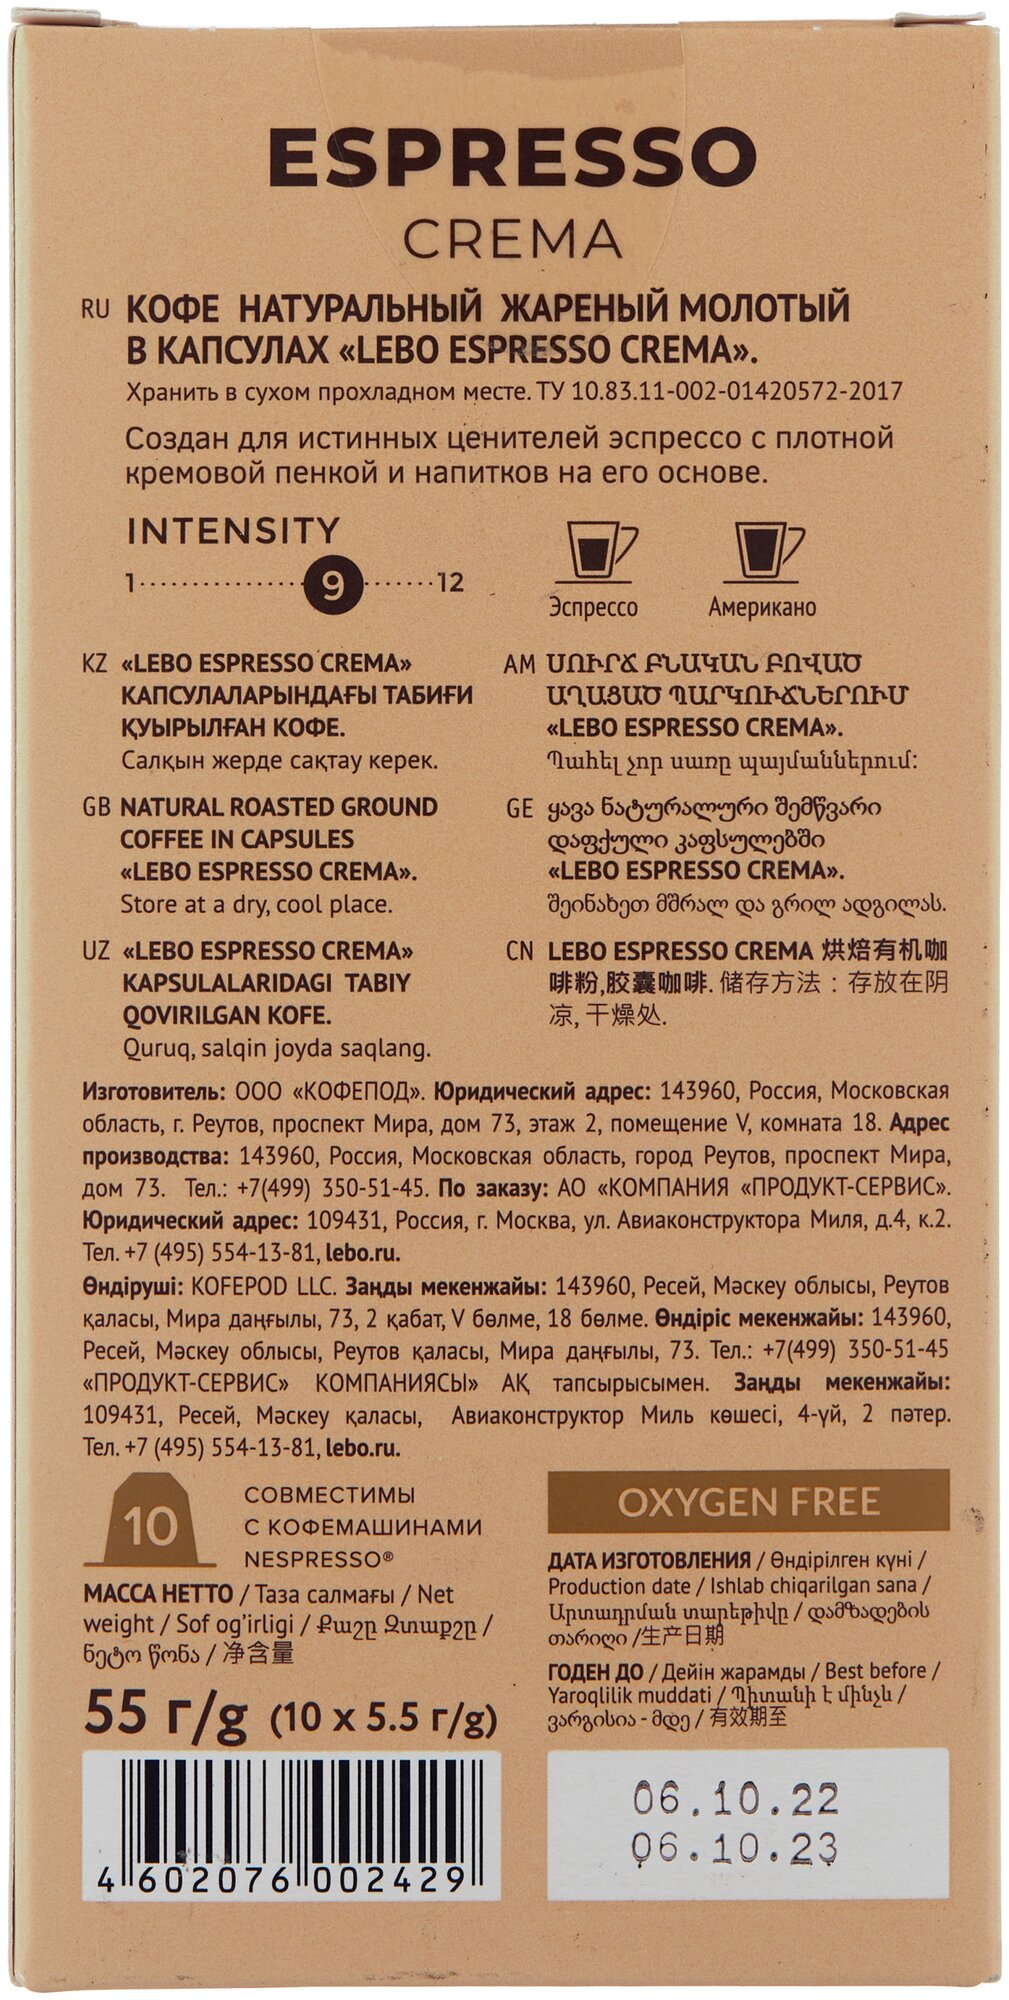 ESPRESSO
CREMA
RU КОФЕ НАТУРАЛЬНЫЙ ЖАРЕНЫЙ МОЛОТЫЙ
В КАПСУЛАХ «LEBO ESPRESSO CREMA».
Хранить в сухом прохладном месте. ТУ 10.83.11-002-01420572-2017
Создан для истинных ценителей эспрессо с плотной
кремовой пенкой и напитков на его основе.
INTENSITY
1 9 12
Эспрессо Американо
KZ «LEBO ESPRESSO CREMA»
КАПСУЛАЛАРЫНДАҒЫ ТАБИҒИ
ҚУЫРЫЛҒАН КОФЕ.
Салқын жерде сақтау керек.
AM ՍՈՒՐՃ ԲՆԱԿԱՆ ԲՈՎԱԾ
ԱՂԱՑԱԾ ՊԱՐԿՈՒՃՆԵՐՈՒՄ
«LEBO ESPRESSO CREMA».
Պահել չոր սառը պայմաններում:
GB NATURAL ROASTED GROUND
COFFEE IN CAPSULES
«LEBO ESPRESSO CREMA».
Store at a dry, cool place.
GE ყავა ნატურალური შემწვარი
დაფქული კაფსულებში
«LEBO ESPRESSO CREMA».
შეინახეთ მშრალ და გრილ ადგილას.
UZ «LEBO ESPRESSO CREMA»
KAPSULALARIDAGI TABIY
QOVIRILGAN KOFE.
Quruq, salqin joyda saqlang.
CN LEBO ESPRESSO CREMA 烘焙有机咖
啡粉,胶囊咖啡. 储存方法：存放在阴
凉, 干燥处.
Изготовитель: ООО «КОФЕПОД». Юридический адрес: 143960, Россия, Московская
область, г. Реутов, проспект Мира, дом 73, этаж 2, помещение V, комната 18. Адрес
производства: 143960, Россия, Московская область, город Реутов, проспект Мира,
дом 73. Тел.: +7(499) 350-51-45. По заказу: АО «КОМПАНИЯ «ПРОДУКТ-СЕРВИС».
Юридический адрес: 109431, Россия, г. Москва, ул. Авиаконструктора Миля, д.4, к.2.
Тел. +7 (495) 554-13-81, lebo.ru.
Өндіруші: KOFEPOD LLC. Заңды мекенжайы: 143960, Ресей, Мәскеу облысы, Реутов
қаласы, Мира даңғылы, 73, 2 қабат, V бөлме, 18 бөлме. Өндіріс мекенжайы: 143960,
Ресей, Мәскеу облысы, Реутов қаласы, Мира даңғылы, 73. Тел.: +7(499) 350-51-45
«ПРОДУКТ-СЕРВИС» КОМПАНИЯСЫ» АҚ тапсырысымен. Заңды мекенжайы:
109431, Ресей, Мәскеу қаласы, Авиаконструктор Миль көшесі, 4-үй, 2 пәтер.
Тел. +7 (495) 554-13-81, lebo.ru.
10
СОВМЕСТИМЫ
С КОФЕМАШИНАМИ
NESPRESSO®
МАССА НЕТТО / Таза салмағы / Net
weight / Sof og'irligi / Քաշը Զտաքշը /
ნეტო წონა / 净含量
55 г/g (10 x 5.5 г/g)
4 602076 002429
OXYGEN FREE
ДАТА ИЗГОТОВЛЕНИЯ / Өндірілген күні /
Production date / Ishlab chiqarilgan sana /
Արտադրման տարեթիվը / დამზადების
თარიღი /生产日期
ГОДЕН ДО / Дейін жарамды / Best before /
Yaroqlilik muddati / Պիտանի է մինչև /
ვარგისია - მდე / 有效期至
06.10.22
06.10.23